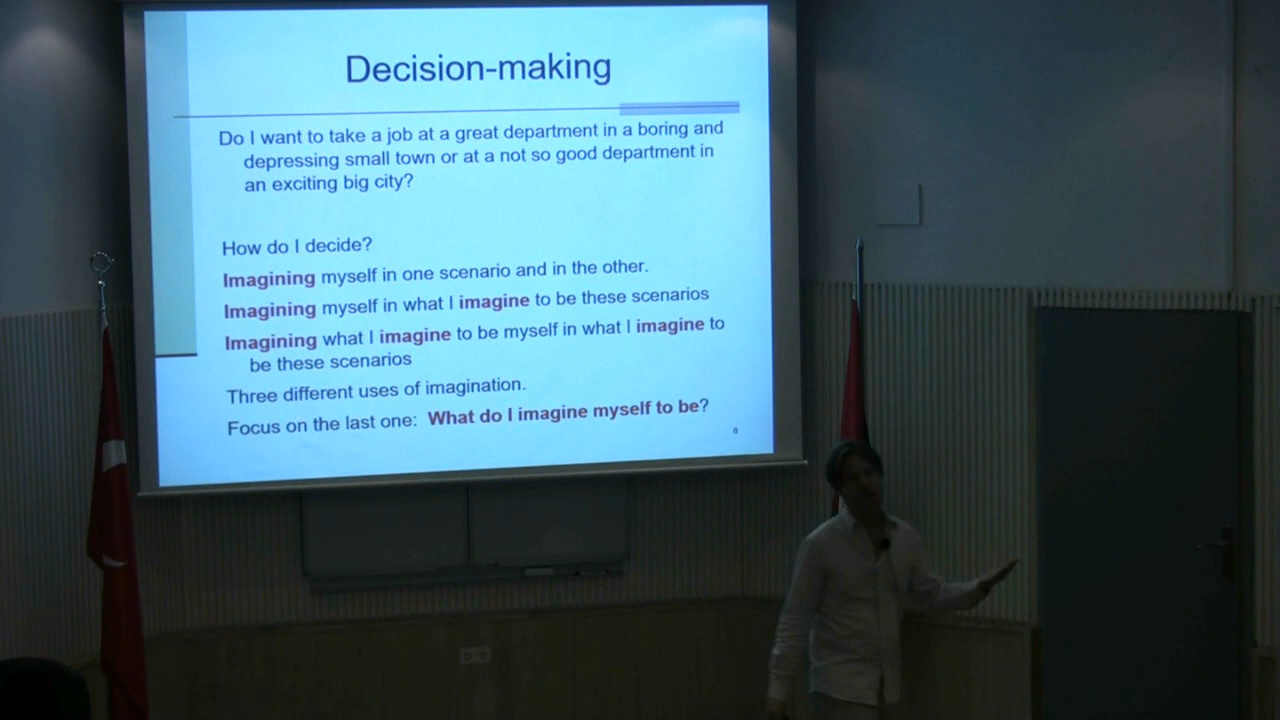 Decision-making
Do I want to take a job at a great department in a boring and
depressing small town or at a not so good department in
an exciting big city?
How do I decide?
Imagining myself in one scenario and in the other.
Imagining myself in what I imagine to be these scenarios
Imagining what I imagine to be myself in what I imagine to
be these scenarios
Three different uses of imagination.
Focus on the last one: What do I imagine myself to be?
8